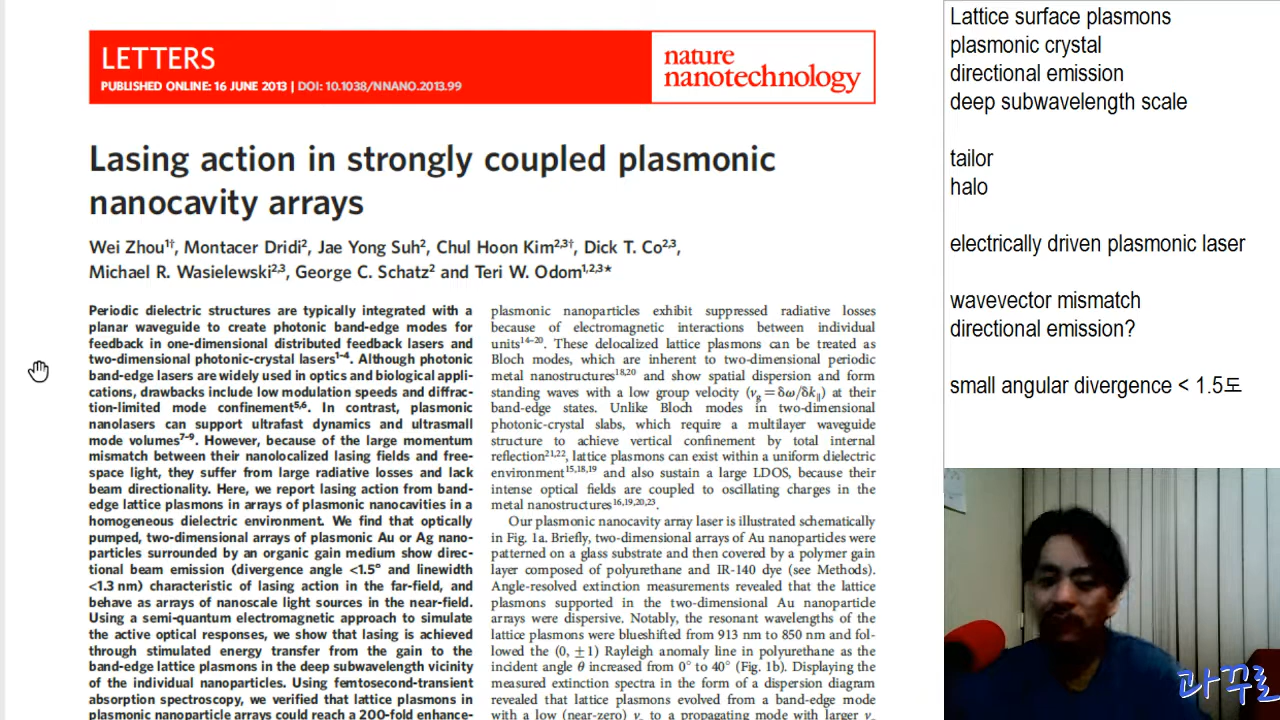 LETTERS
PUBLISHED ONLINE: 16 JUNE 2013 | DOI: 10.1038/NNANO.2013.99
nature
nanotechnology
Lasing action in strongly coupled plasmonic
nanocavity arrays
Wei Zhou1†, Montacer Dridi2, Jae Yong Suh2, Chul Hoon Kim2,3†, Dick T. Co2,3,
Michael R. Wasielewski2,3, George C. Schatz2 and Teri W. Odom1,2,3*
Periodic dielectric structures are typically integrated with a
planar waveguide to create photonic band-edge modes for
feedback in one-dimensional distributed feedback lasers and
two-dimensional photonic-crystal lasers1–4. Although photonic
band-edge lasers are widely used in optics and biological appli-
cations, drawbacks include low modulation speeds and diffrac-
tion-limited mode confinement5,6. In contrast, plasmonic
nanolasers can support ultrafast dynamics and ultrasmall
mode volumes7–9. However, because of the large momentum
mismatch between their nanolocalized lasing fields and free-
space light, they suffer from large radiative losses and lack
beam directionality. Here, we report lasing action from band-
edge lattice plasmons in arrays of plasmonic nanocavities in a
homogeneous dielectric environment. We find that optically
pumped, two-dimensional arrays of plasmonic Au or Ag nano-
particles surrounded by an organic gain medium show direc-
tional beam emission (divergence angle <1.5° and linewidth
<1.3 nm) characteristic of lasing action in the far-field, and
behave as arrays of nanoscale light sources in the near-field.
Using a semi-quantum electromagnetic approach to simulate
the active optical responses, we show that lasing is achieved
through stimulated energy transfer from the gain to the
band-edge lattice plasmons in the deep subwavelength vicinity
of the individual nanoparticles. Using femtosecond-transient
absorption spectroscopy, we verified that lattice plasmons in
plasmonic nanoparticle arrays could reach a 200-fold enhance-
plasmonic nanoparticles exhibit suppressed radiative losses
because of electromagnetic interactions between individual
units14–20. These delocalized lattice plasmons can be treated as
Bloch modes, which are inherent to two-dimensional periodic
metal nanostructures18,20 and show spatial dispersion and form
standing waves with a low group velocity (vg = δω/δk∥) at their
band-edge states. Unlike Bloch modes in two-dimensional
photonic-crystal slabs, which require a multilayer waveguide
structure to achieve vertical confinement by total internal
reflection21,22, lattice plasmons can exist within a uniform dielectric
environment15,18,19 and also sustain a large LDOS, because their
intense optical fields are coupled to oscillating charges in the
metal nanostructures16,19,20,23.
Our plasmonic nanocavity array laser is illustrated schematically
in Fig. 1a. Briefly, two-dimensional arrays of Au nanoparticles were
patterned on a glass substrate and then covered by a polymer gain
layer composed of polyurethane and IR-140 dye (see Methods).
Angle-resolved extinction measurements revealed that the lattice
plasmons supported in the two-dimensional Au nanoparticle
arrays were dispersive. Notably, the resonant wavelengths of the
lattice plasmons were blueshifted from 913 nm to 850 nm and fol-
lowed the (0, ±1) Rayleigh anomaly line in polyurethane as the
incident angle θ increased from 0° to 40° (Fig. 1b). Displaying the
measured extinction spectra in the form of a dispersion diagram
revealed that lattice plasmons evolved from a band-edge mode
with a low (near-zero) vg to a propagating mode with larger vg
Lattice surface plasmons
plasmonic crystal
directional emission
deep subwavelength scale
tailor
halo
electrically driven plasmonic laser
wavevector mismatch
directional emission?
small angular divergence < 1.5도
과꾸로